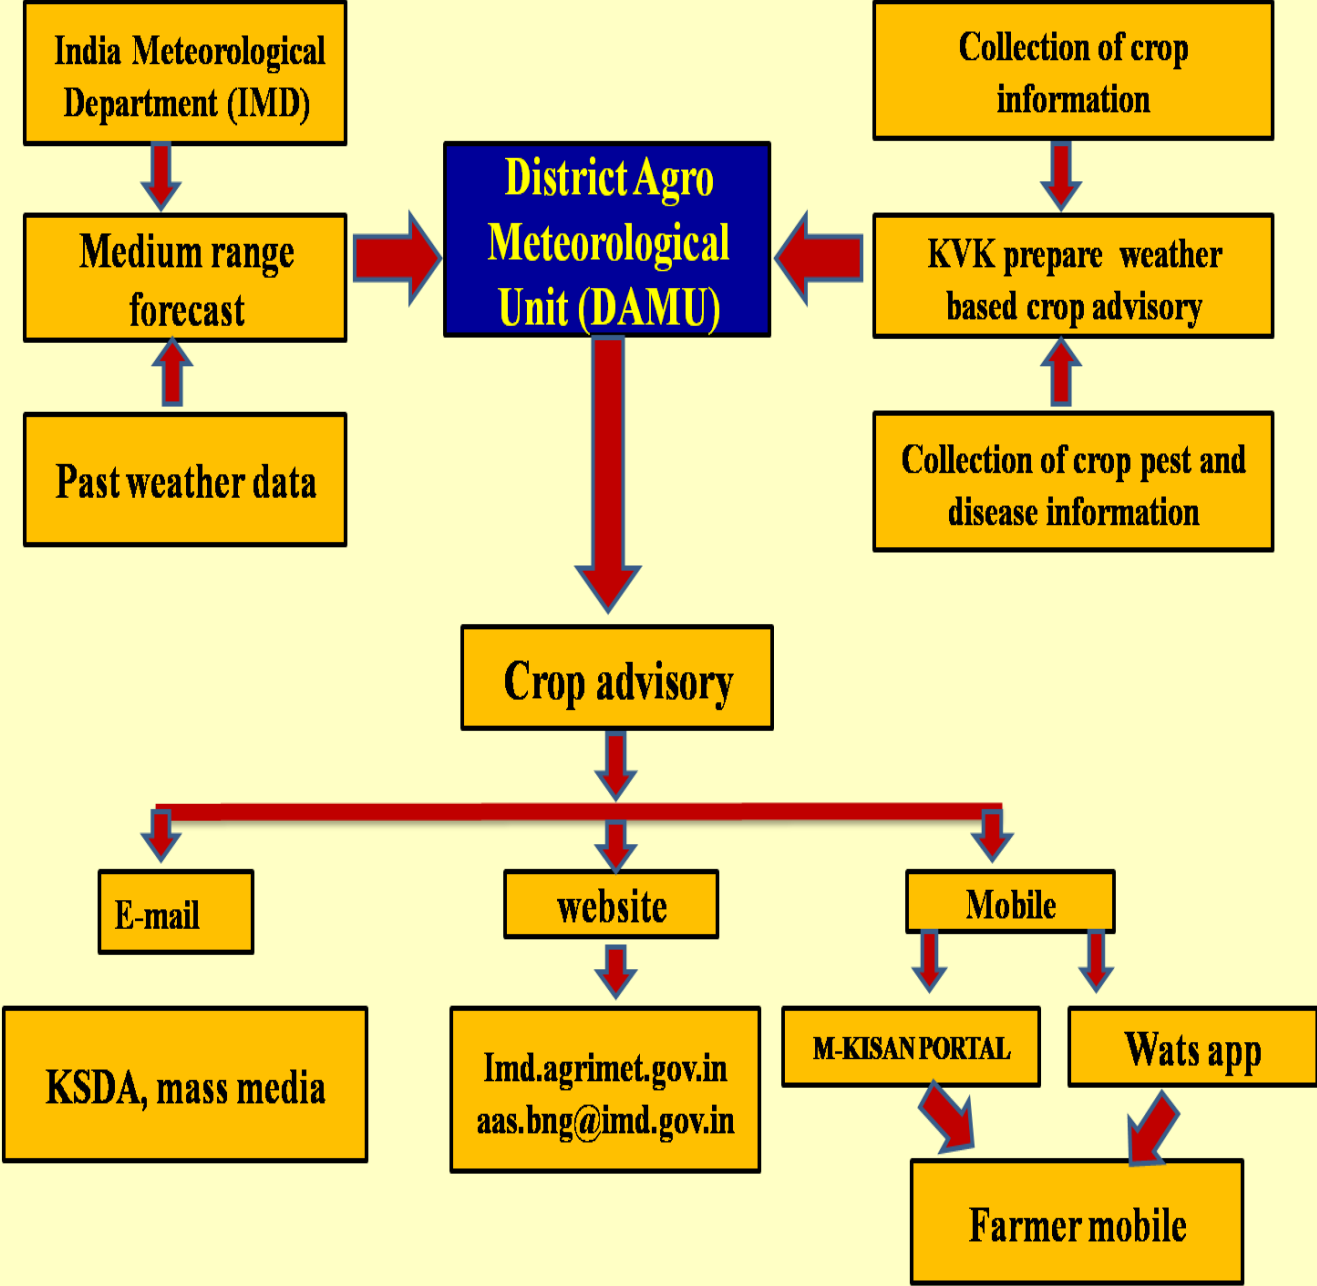 India Meteorological
Department (IMD)
Collection of crop
information
District Agro
Meteorological
Unit (DAMU)
Medium range
forecast
KVK prepare weather
based crop advisory
Past weather data
Collection of crop pest and
disease information
Crop advisory
E-mail
website
Mobile
KSDA, mass media
Imd.agrimet.gov.in
aas.bng@imd.gov.in
M-KISAN PORTAL
Wats app
Farmer mobile